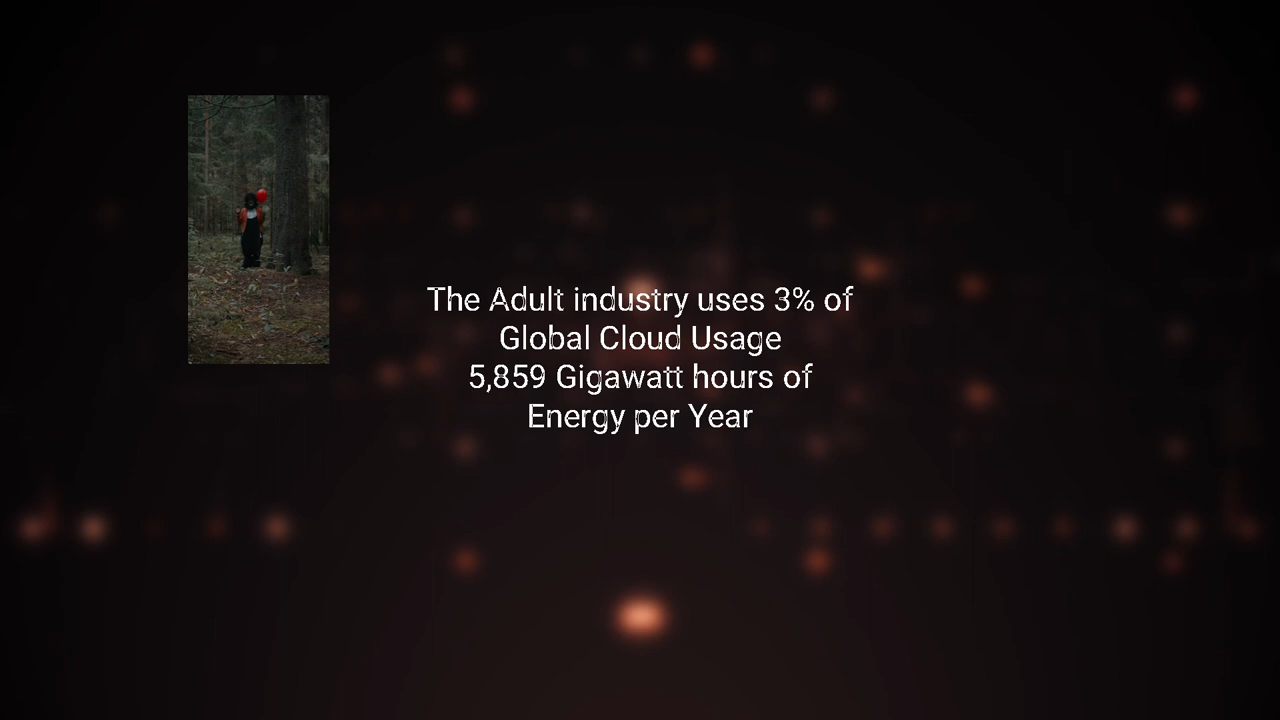 The Adult industry uses 3% of
Global Cloud Usage
5,859 Gigawatt hours of
Energy per Year